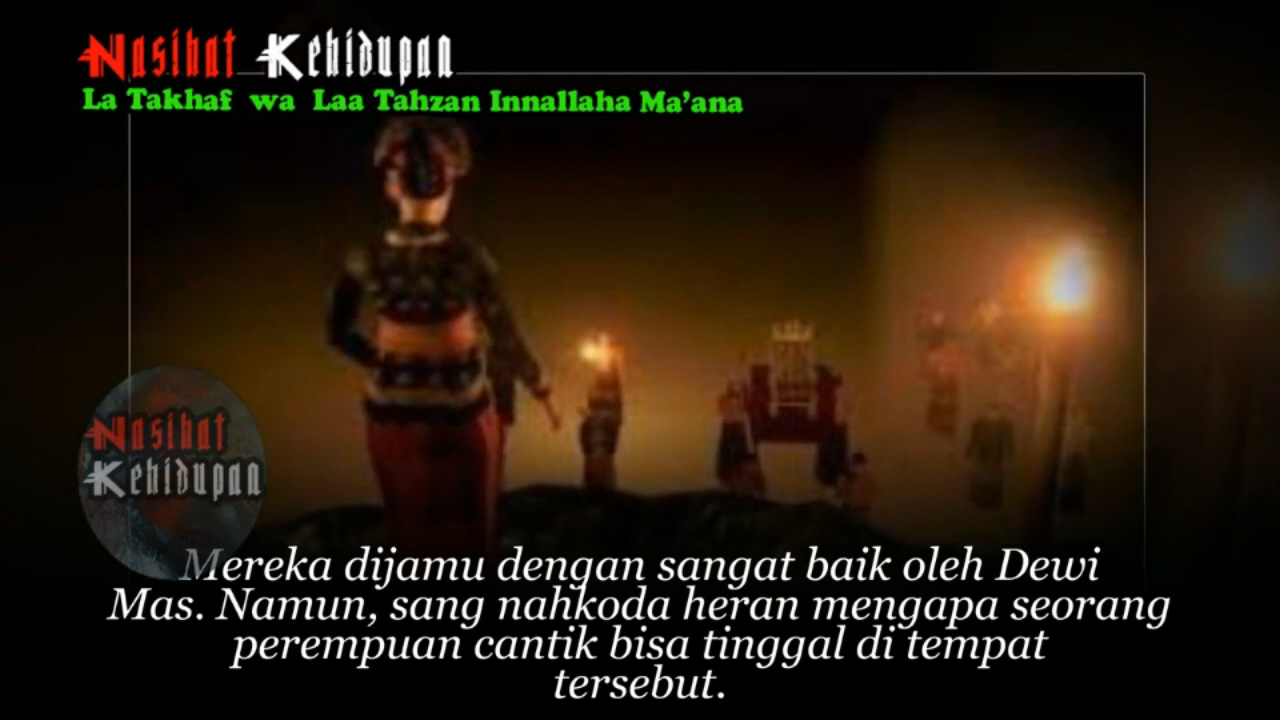 Nasihat Kehidupan
La Takhaf wa Laa Tahzan Innallaha Ma'ana
Nasihat
Kehidupan
Mereka dijamu dengan sangat baik oleh Dewi
Mas. Namun, sang nahkoda heran mengapa seorang
perempuan cantik bisa tinggal di tempat
tersebut.